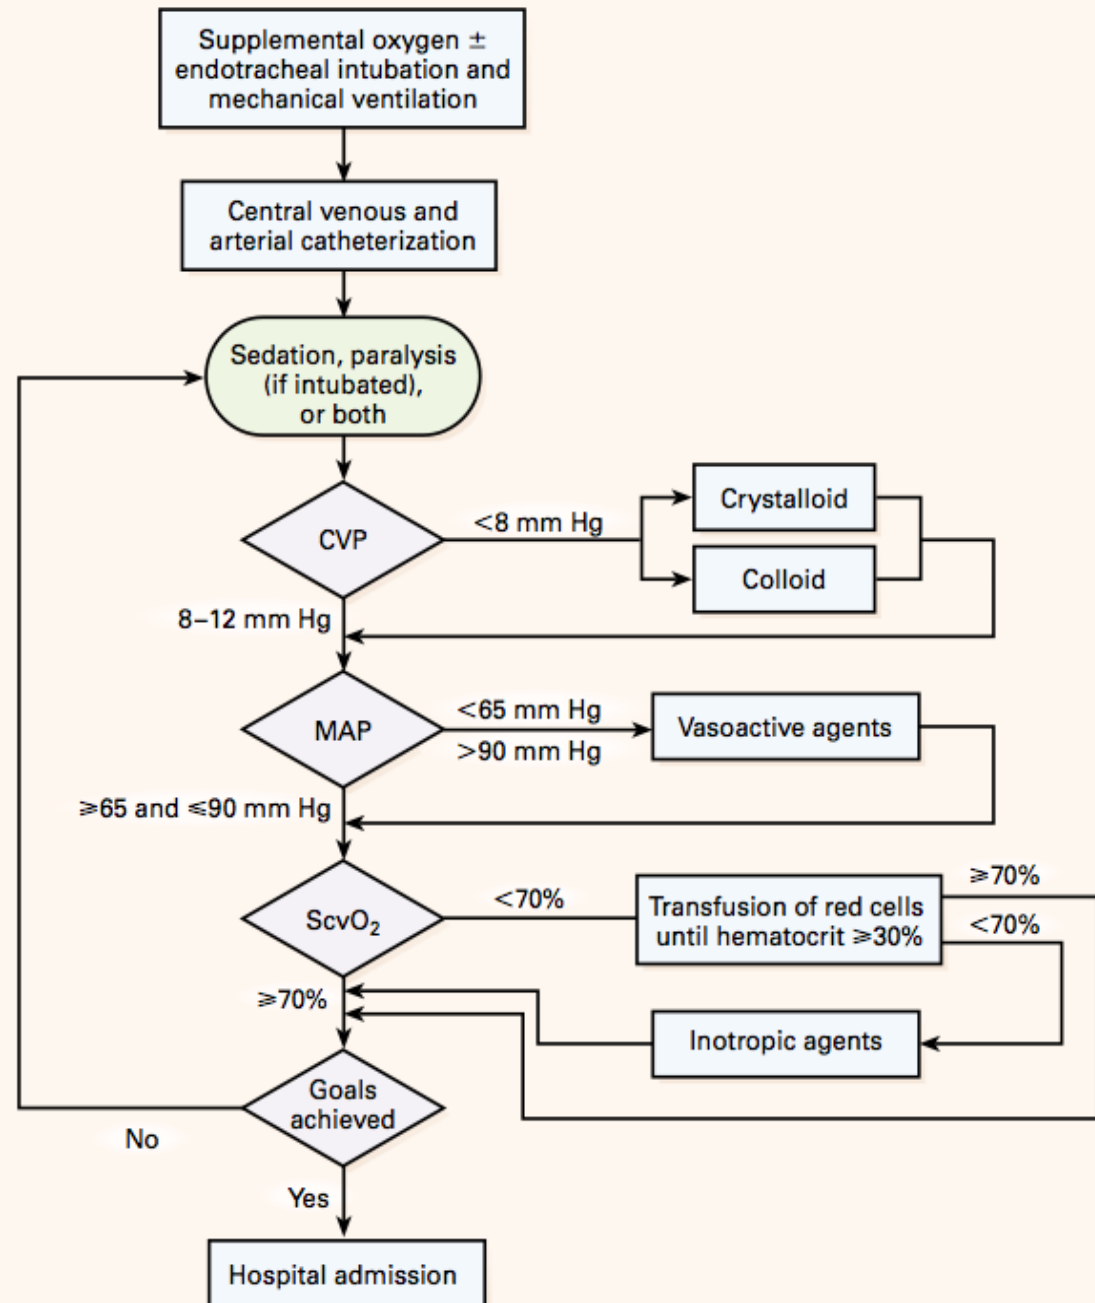 Supplemental oxygen ±
endotracheal intubation and
mechanical ventilation
Central venous and
arterial catheterization
Sedation, paralysis
(if intubated),
or both
CVP
<8 mm Hg
Crystalloid
Colloid
8–12 mm Hg
MAP
<65 mm Hg
>90 mm Hg
Vasoactive agents
⩾65 and ⩽90 mm Hg
ScvO₂
<70%
Transfusion of red cells
until hematocrit ⩾30%
⩾70%
<70%
⩾70%
Inotropic agents
Goals
achieved
No
Yes
Hospital admission